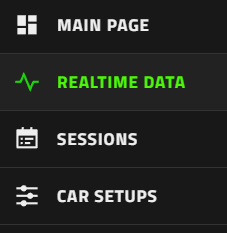 MAIN PAGE
REALTIME DATA
SESSIONS
CAR SETUPS